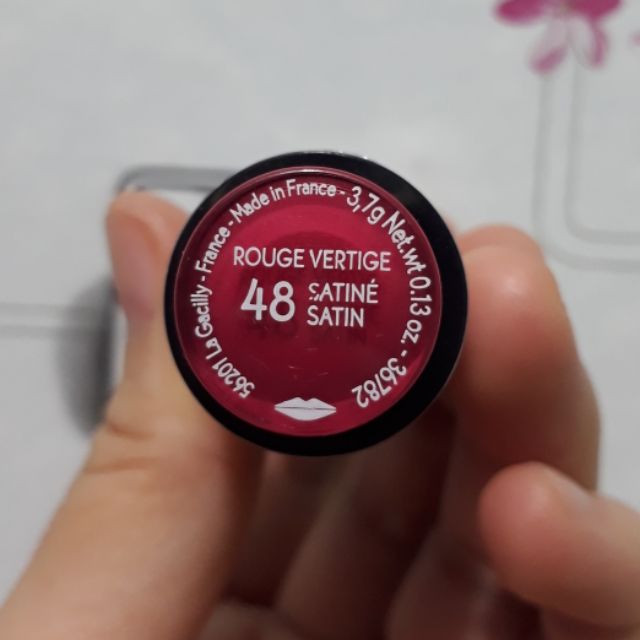 56201 La Gacilly - France - Made in France - 3,7g Net wt 0.13 oz. - 36782
ROUGE VERTIGE
48 SATINÉ
SATIN